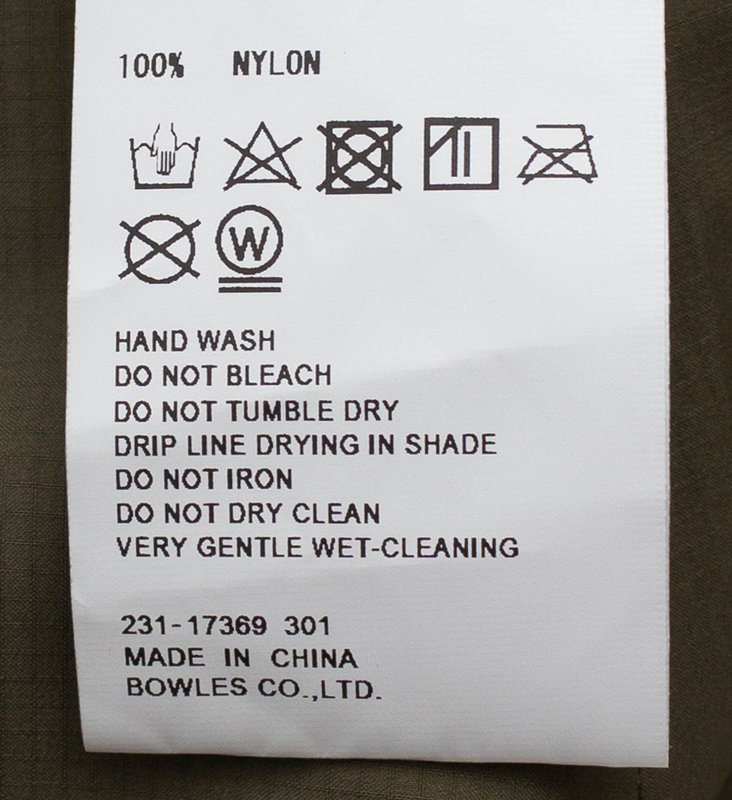 100% NYLON
W
HAND WASH
DO NOT BLEACH
DO NOT TUMBLE DRY
DRIP LINE DRYING IN SHADE
DO NOT IRON
DO NOT DRY CLEAN
VERY GENTLE WET-CLEANING
231-17369 301
MADE IN CHINA
BOWLES CO.,LTD.